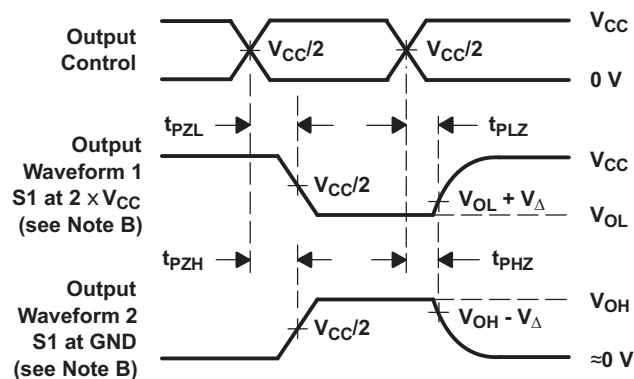 Output
Control
V_CC/2
V_CC/2
V_CC
0 V
t_PZL
t_PLZ
Output
Waveform 1
S1 at 2 x V_CC
(see Note B)
V_CC/2
V_OL + V_Δ
V_CC
V_OL
t_PZH
t_PHZ
Output
Waveform 2
S1 at GND
(see Note B)
V_CC/2
V_OH - V_Δ
V_OH
≈0 V